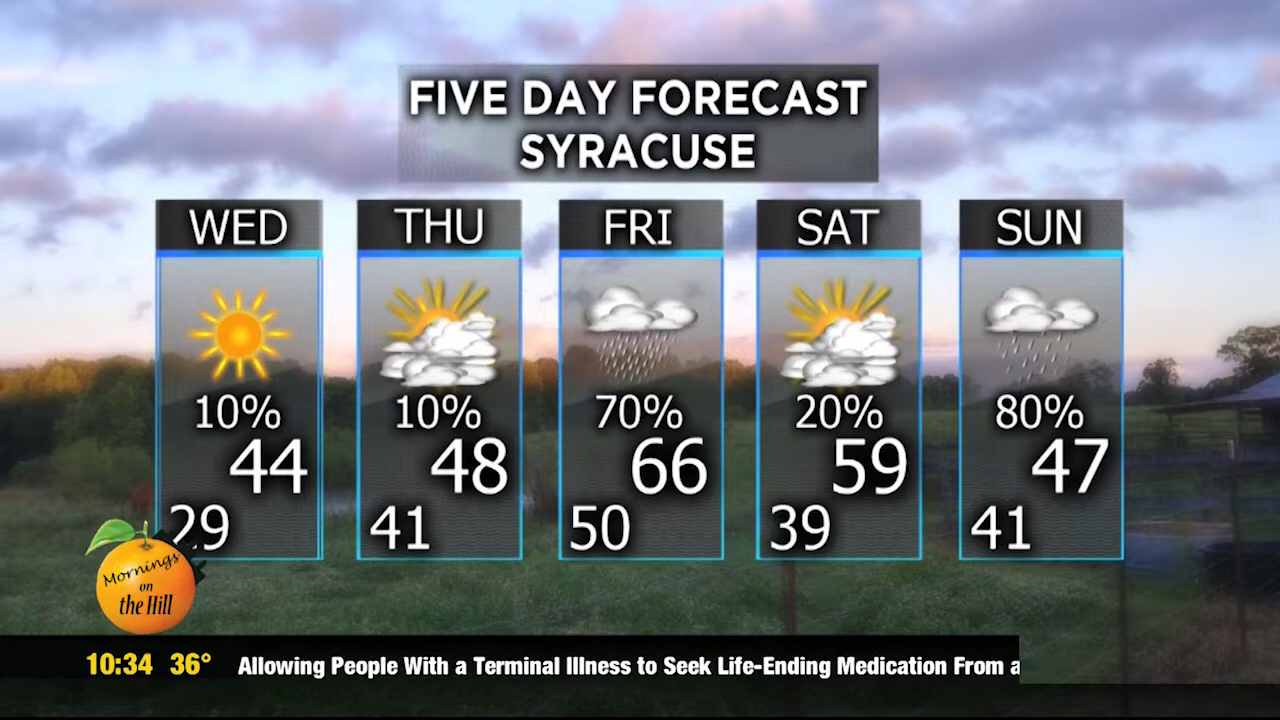 FIVE DAY FORECAST
SYRACUSE
WED THU FRI SAT SUN
10% 10% 70% 20% 80%
44 48 66 59 47
29 41 50 39 41
Mornings
on
the Hill
10:34 36° Allowing People With a Terminal Illness to Seek Life-Ending Medication From a